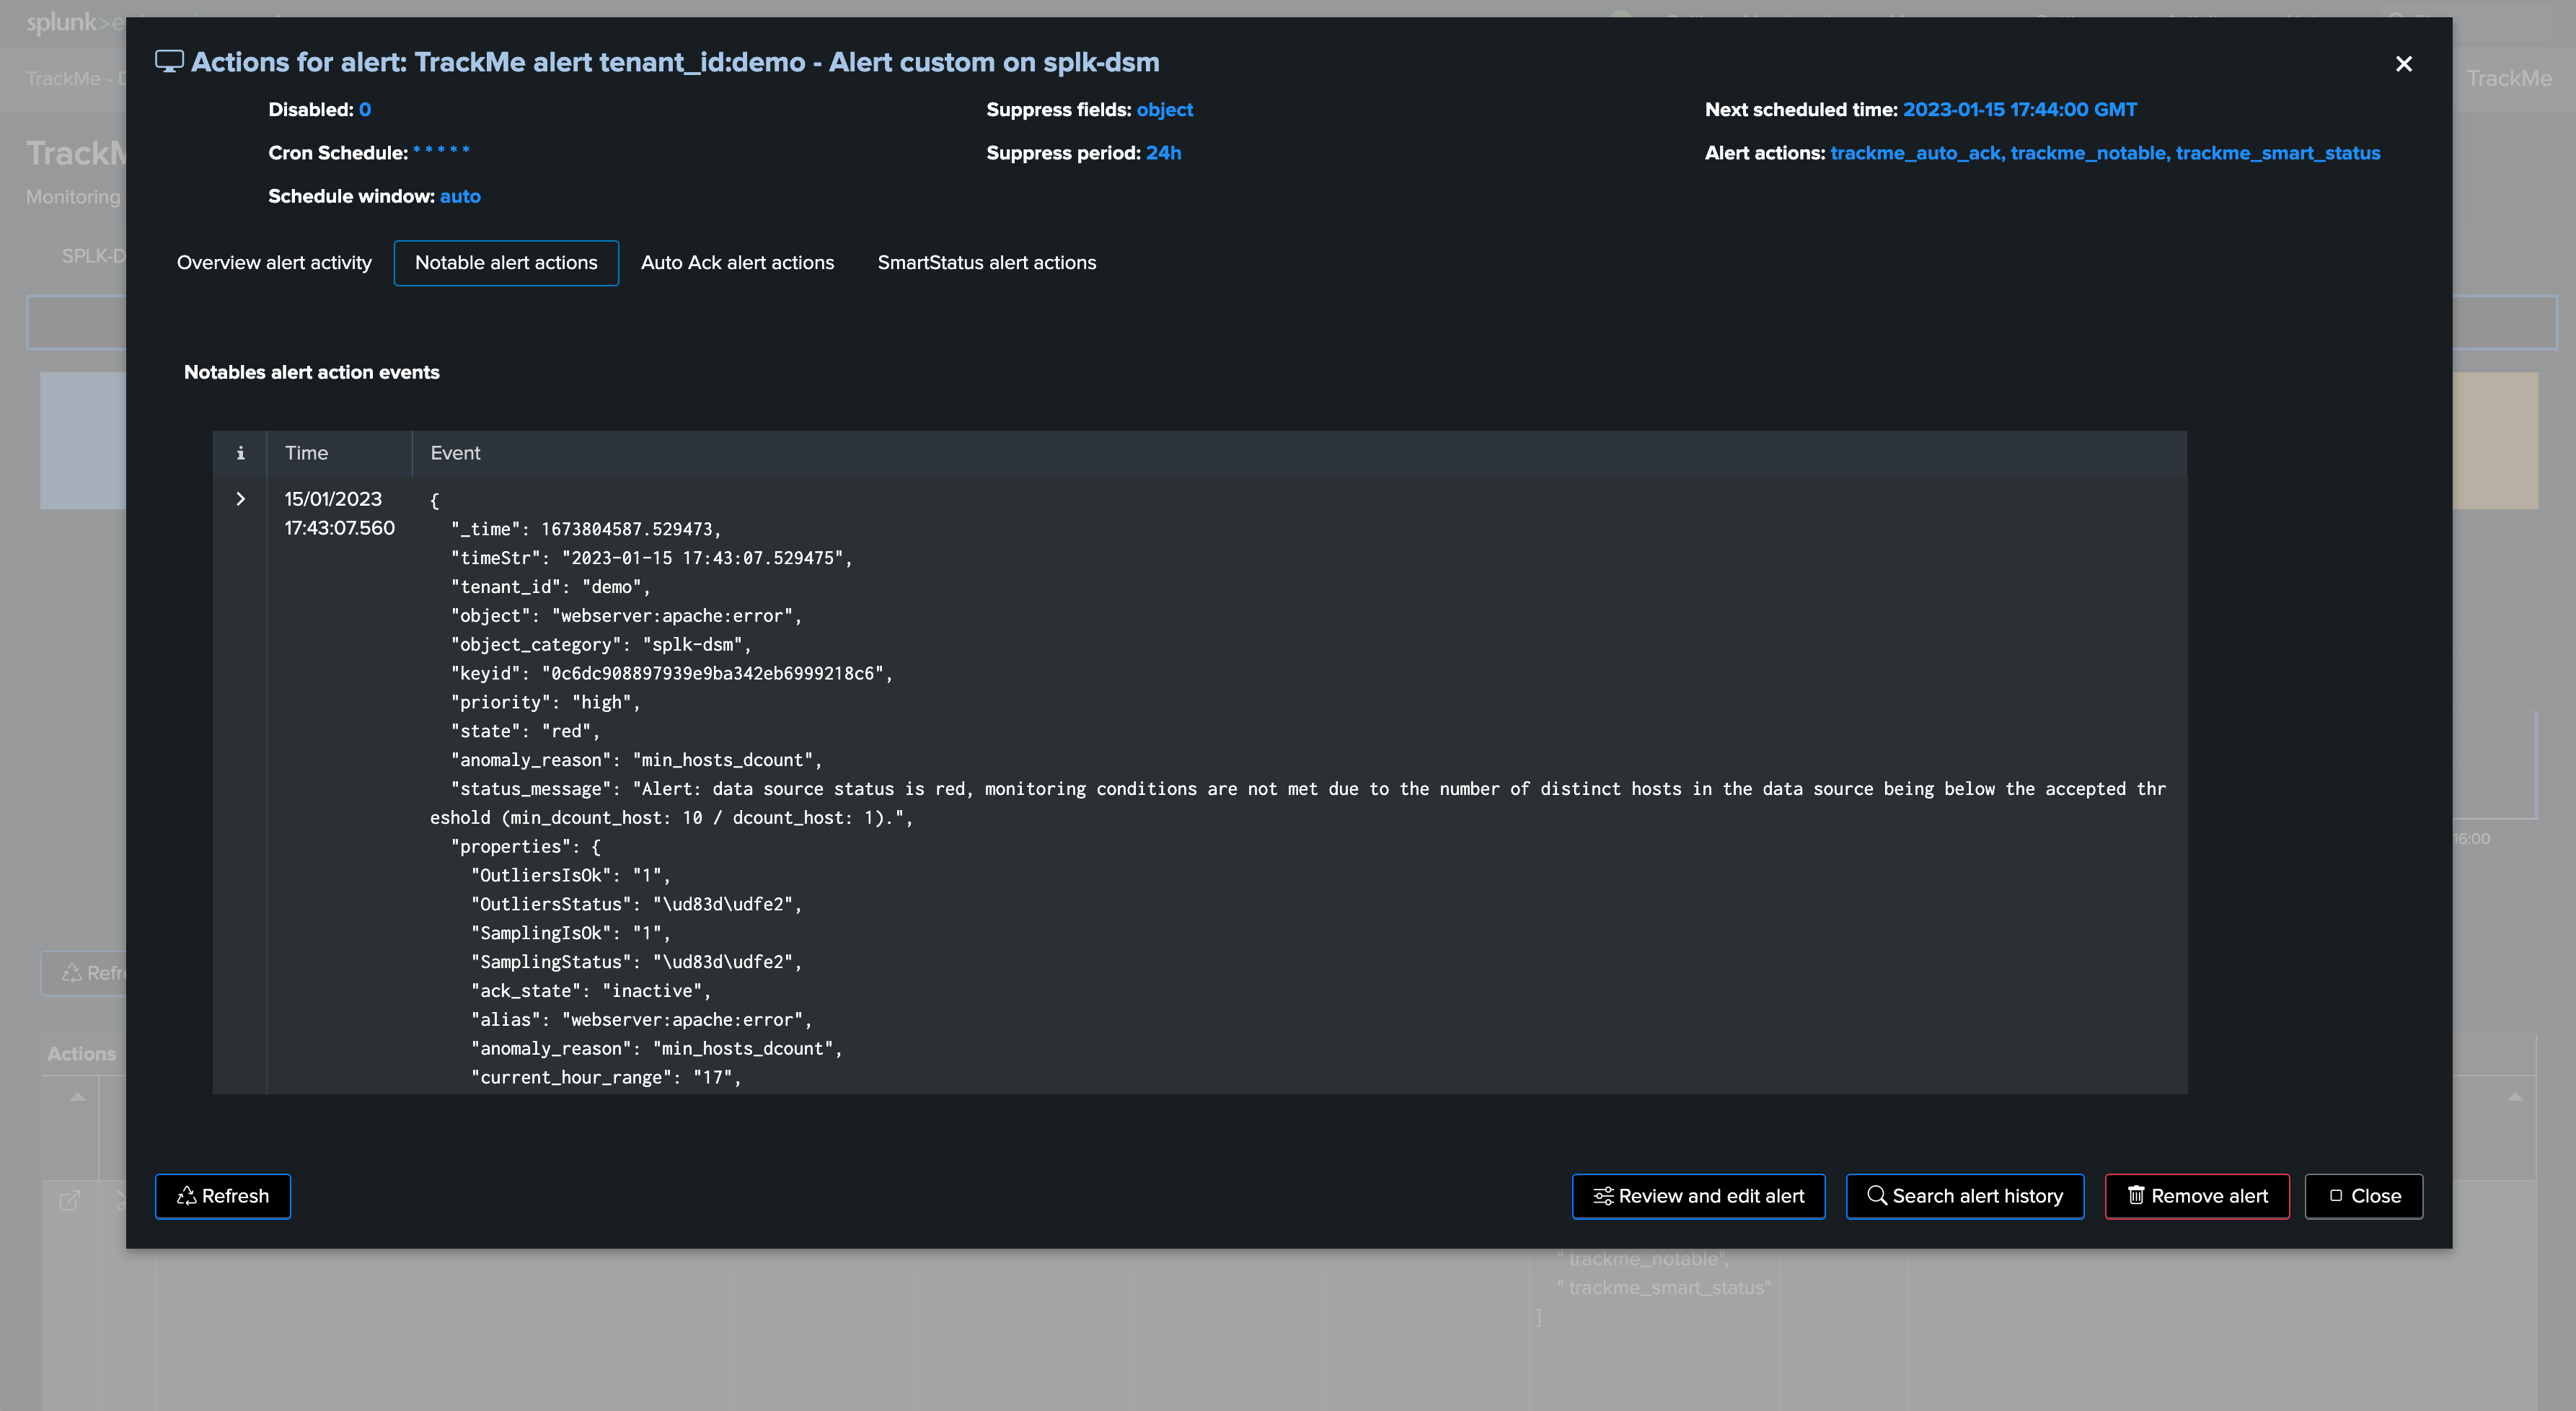 splunk>e
TrackMe - D
TrackMe
TrackM
Monitoring
SPLK-D
Actions for alert: TrackMe alert tenant_id:demo - Alert custom on splk-dsm
Disabled: 0
Suppress fields: object
Next scheduled time: 2023-01-15 17:44:00 GMT
Cron Schedule: * * * * *
Suppress period: 24h
Alert actions: trackme_auto_ack, trackme_notable, trackme_smart_status
Schedule window: auto
Overview alert activity
Notable alert actions
Auto Ack alert actions
SmartStatus alert actions
Notables alert action events
i Time Event
15/01/2023
17:43:07.560
{
"_time": 1673804587.529473,
"timeStr": "2023-01-15 17:43:07.529475",
"tenant_id": "demo",
"object": "webserver:apache:error",
"object_category": "splk-dsm",
"keyid": "0c6dc908897939e9ba342eb6999218c6",
"priority": "high",
"state": "red",
"anomaly_reason": "min_hosts_dcount",
"status_message": "Alert: data source status is red, monitoring conditions are not met due to the number of distinct hosts in the data source being below the accepted thr
eshold (min_dcount_host: 10 / dcount_host: 1).",
"properties": {
"OutliersIsOk": "1",
"OutliersStatus": "\ud83d\udfe2",
"SamplingIsOk": "1",
"SamplingStatus": "\ud83d\udfe2",
"ack_state": "inactive",
"alias": "webserver:apache:error",
"anomaly_reason": "min_hosts_dcount",
"current_hour_range": "17",
16:00
Refr
Actions
Refresh
Review and edit alert
Search alert history
Remove alert
Close
" trackme_notable",
" trackme_smart_status"
]